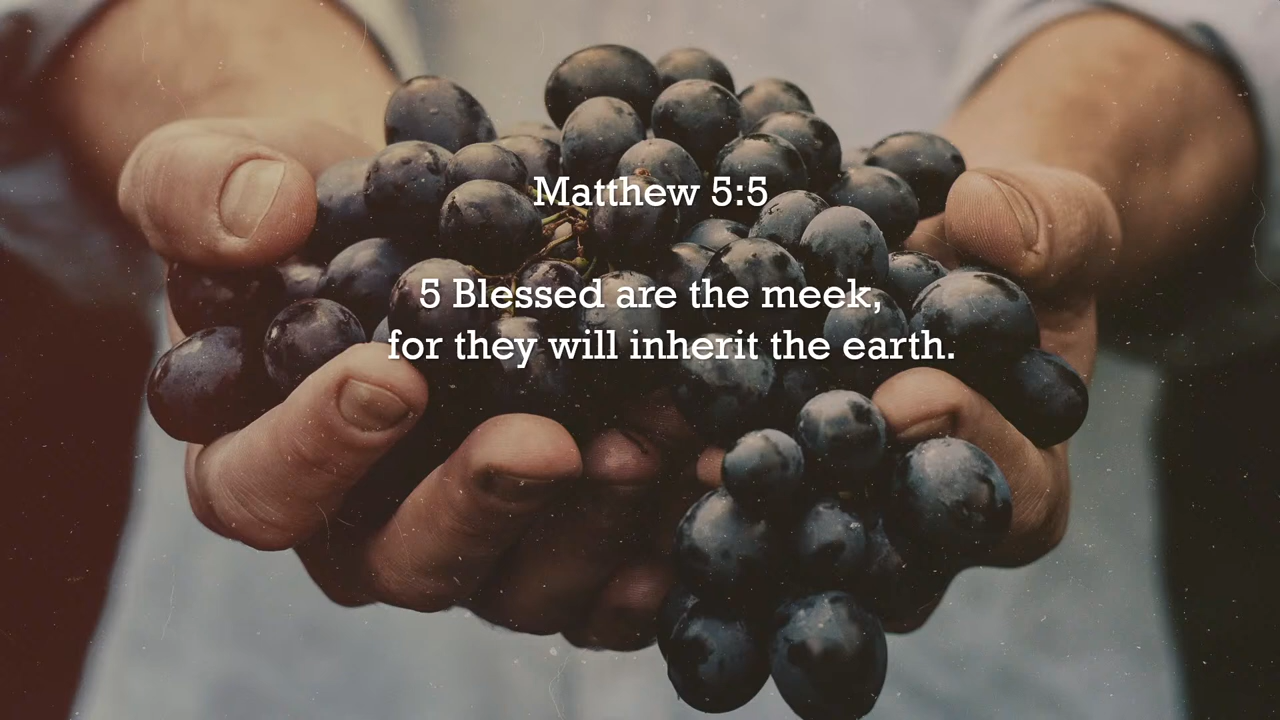 Matthew 5:5
5 Blessed are the meek,
for they will inherit the earth.